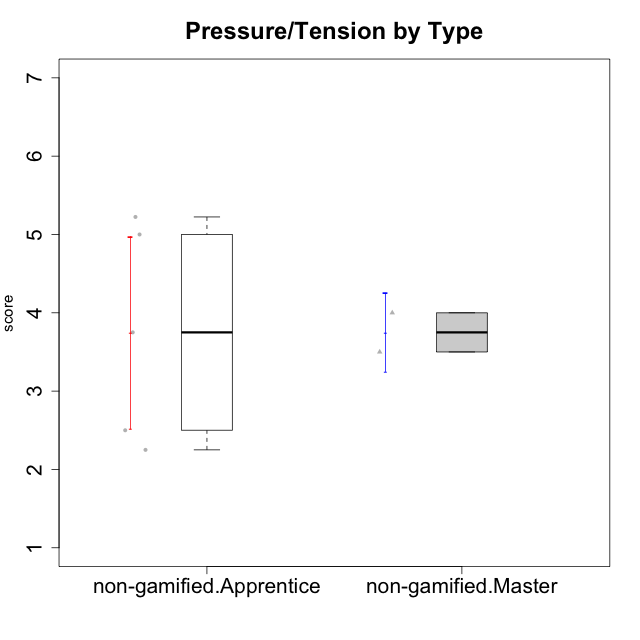 Pressure/Tension by Type
7
6
5
4
3
2
1
score
non-gamified.Apprentice
non-gamified.Master